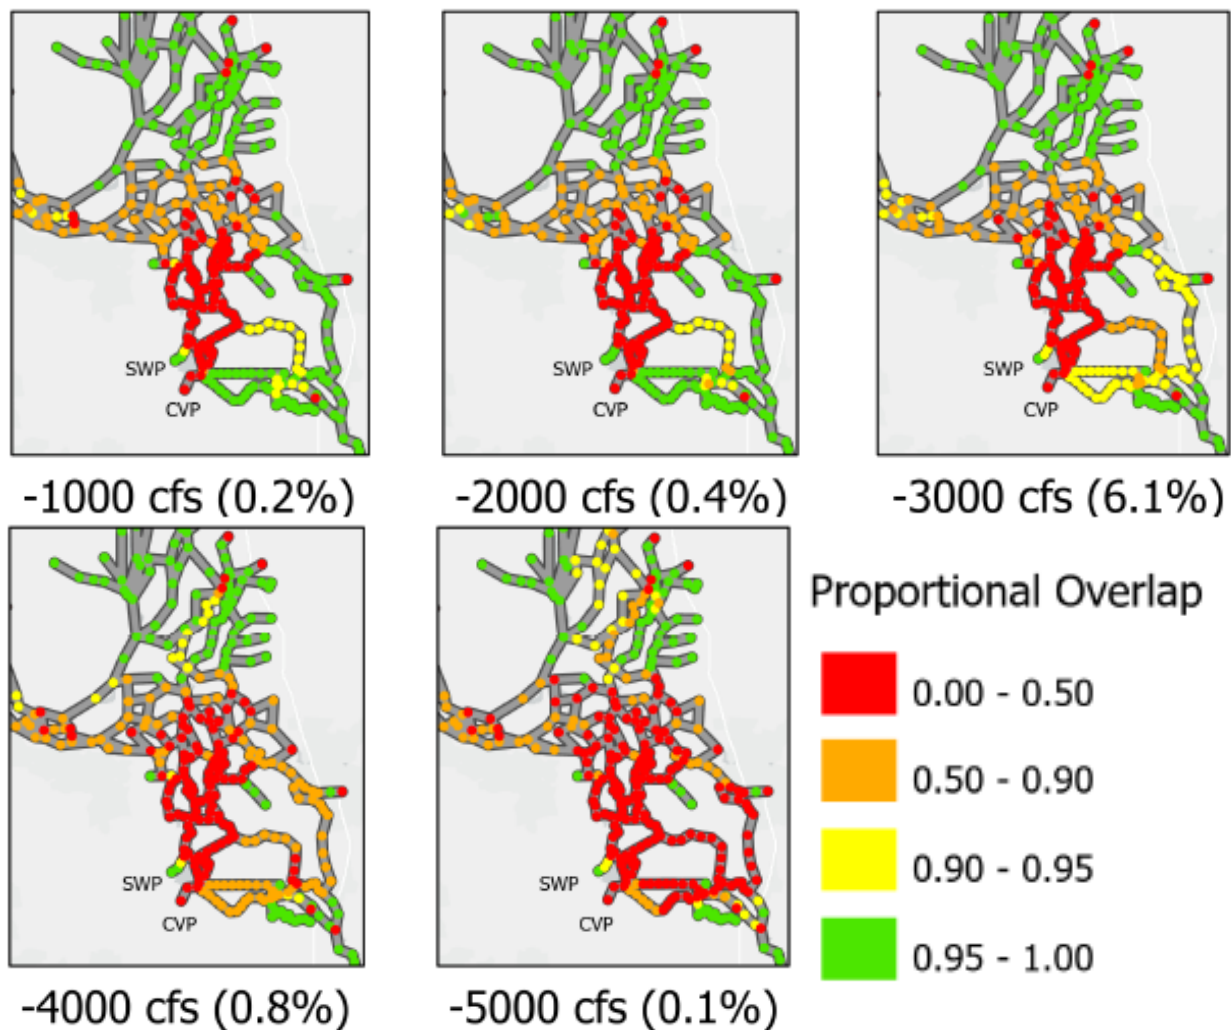 SWP
CVP
-1000 cfs (0.2%)
SWP
CVP
-2000 cfs (0.4%)
SWP
CVP
-3000 cfs (6.1%)
SWP
CVP
-4000 cfs (0.8%)
SWP
CVP
-5000 cfs (0.1%)
Proportional Overlap
0.00 - 0.50
0.50 - 0.90
0.90 - 0.95
0.95 - 1.00